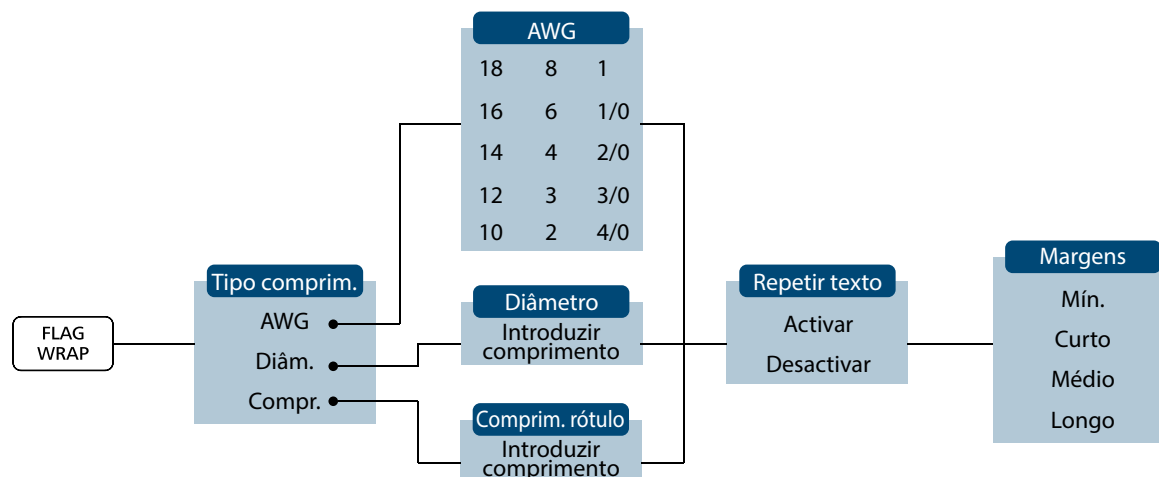 FLAG
WRAP
Tipo comprim.
AWG
Diâm.
Compr.
AWG
18 8 1
16 6 1/0
14 4 2/0
12 3 3/0
10 2 4/0
Diâmetro
Introduzir
comprimento
Comprim. rótulo
Introduzir
comprimento
Repetir texto
Activar
Desactivar
Margens
Mín.
Curto
Médio
Longo